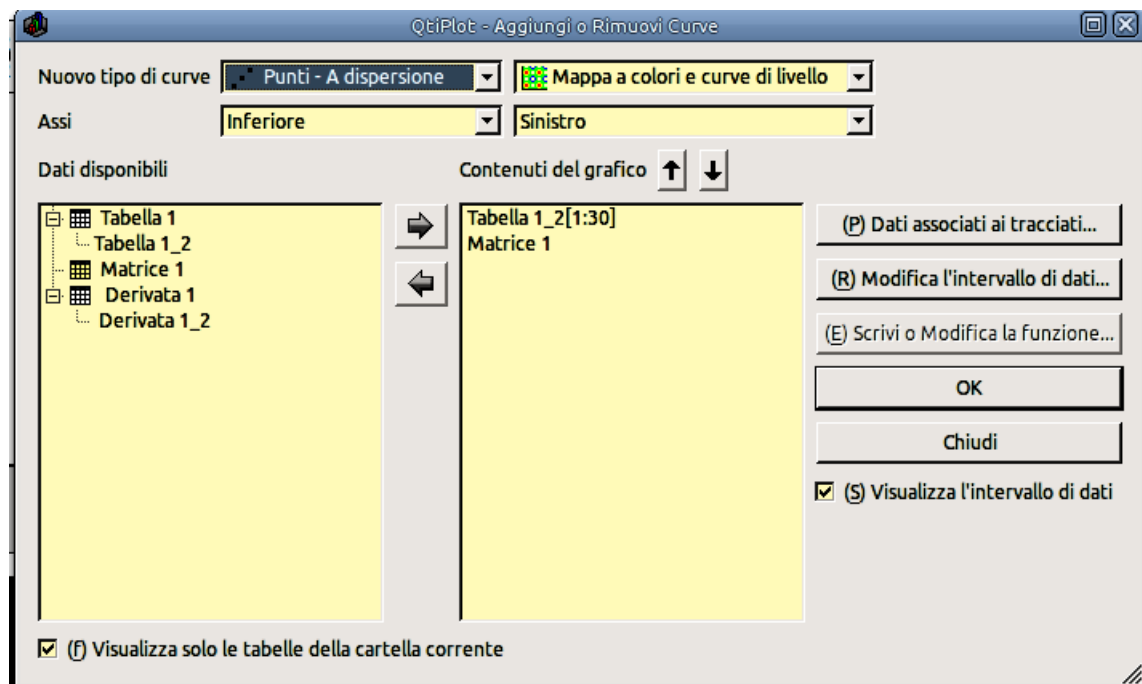 QtiPlot - Aggiungi o Rimuovi Curve
Nuovo tipo di curve
Punti - A dispersione
Mappa a colori e curve di livello
Assi
Inferiore
Sinistro
Dati disponibili
Contenuti del grafico
Tabella 1
Tabella 1_2
Matrice 1
Derivata 1
Derivata 1_2
Tabella 1_2[1:30]
Matrice 1
(P) Dati associati ai tracciati...
(R) Modifica l'intervallo di dati...
(E) Scrivi o Modifica la funzione...
OK
Chiudi
(S) Visualizza l'intervallo di dati
(f) Visualizza solo le tabelle della cartella corrente